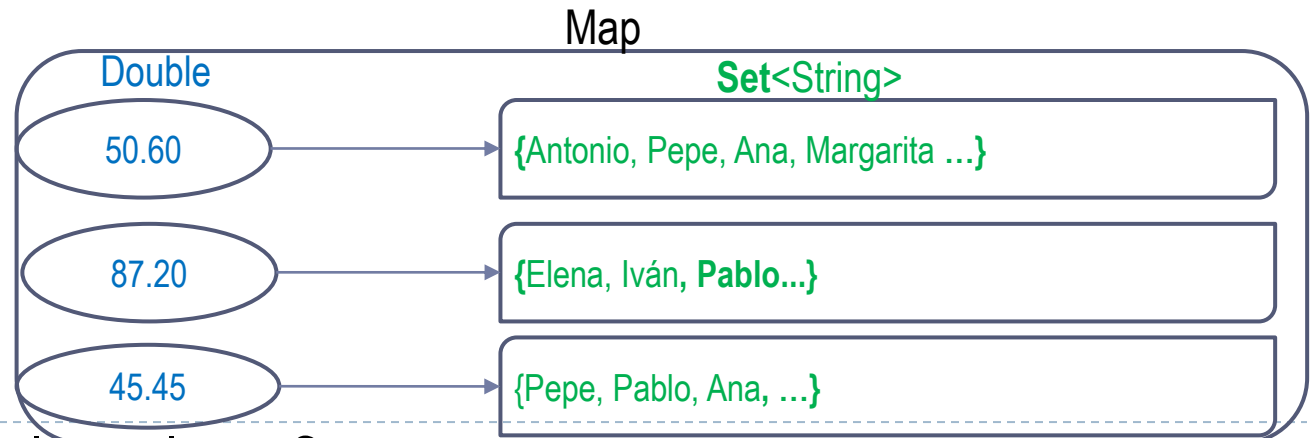 Map
Double Set<String>
50.60 {Antonio, Pepe, Ana, Margarita …}
87.20 {Elena, Iván, Pablo...}
45.45 {Pepe, Pablo, Ana, …}